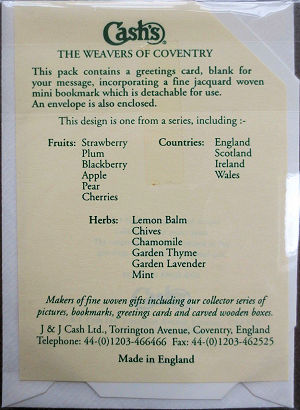 Cash's®
THE WEAVERS OF COVENTRY
This pack contains a greetings card, blank for
your message, incorporating a fine jacquard woven
mini bookmark which is detachable for use.
An envelope is also enclosed.
This design is one from a series, including :-
Fruits: Strawberry
Plum
Blackberry
Apple
Pear
Cherries
Countries: England
Scotland
Ireland
Wales
Herbs: Lemon Balm
Chives
Chamomile
Garden Thyme
Garden Lavender
Mint
Makers of fine woven gifts including our collector series of
pictures, bookmarks, greetings cards and carved wooden boxes.
J & J Cash Ltd., Torrington Avenue, Coventry, England
Telephone: 44-(0)1203-466466 Fax: 44-(0)1203-462525
Made in England